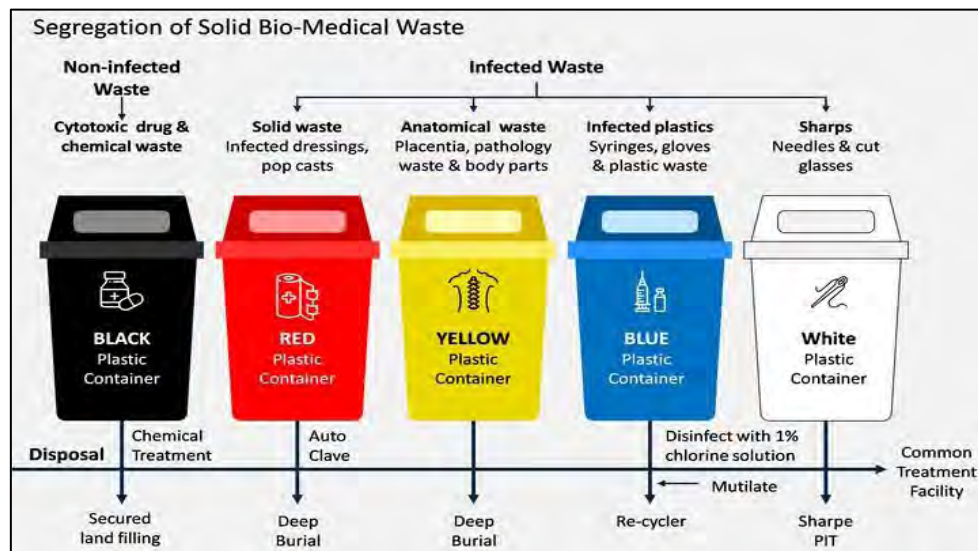 Segregation of Solid Bio-Medical Waste
Non-infected
Waste
Infected Waste
Cytotoxic drug &
chemical waste
Solid waste
Infected dressings,
pop casts
Anatomical waste
Placentia, pathology
waste & body parts
Infected plastics
Syringes, gloves
& plastic waste
Sharps
Needles & cut
glasses
BLACK
Plastic
Container
RED
Plastic
Container
YELLOW
Plastic
Container
BLUE
Plastic
Container
White
Plastic
Container
Disposal
Chemical
Treatment
Auto
Clave
Disinfect with 1%
chlorine solution
Mutilate
Common
Treatment
Facility
Secured
land filling
Deep
Burial
Deep
Burial
Re-cycler
Sharpe
PIT